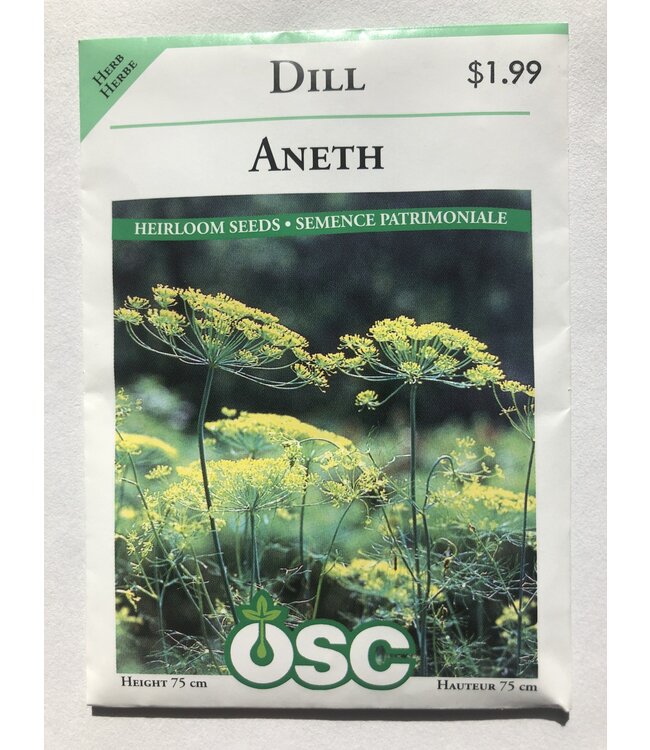 HERB
HERBE
DILL
$1.99
ANETH
HEIRLOOM SEEDS • SEMENCE PATRIMONIALE
OSC
HEIGHT 75 cm
HAUTEUR 75 cm